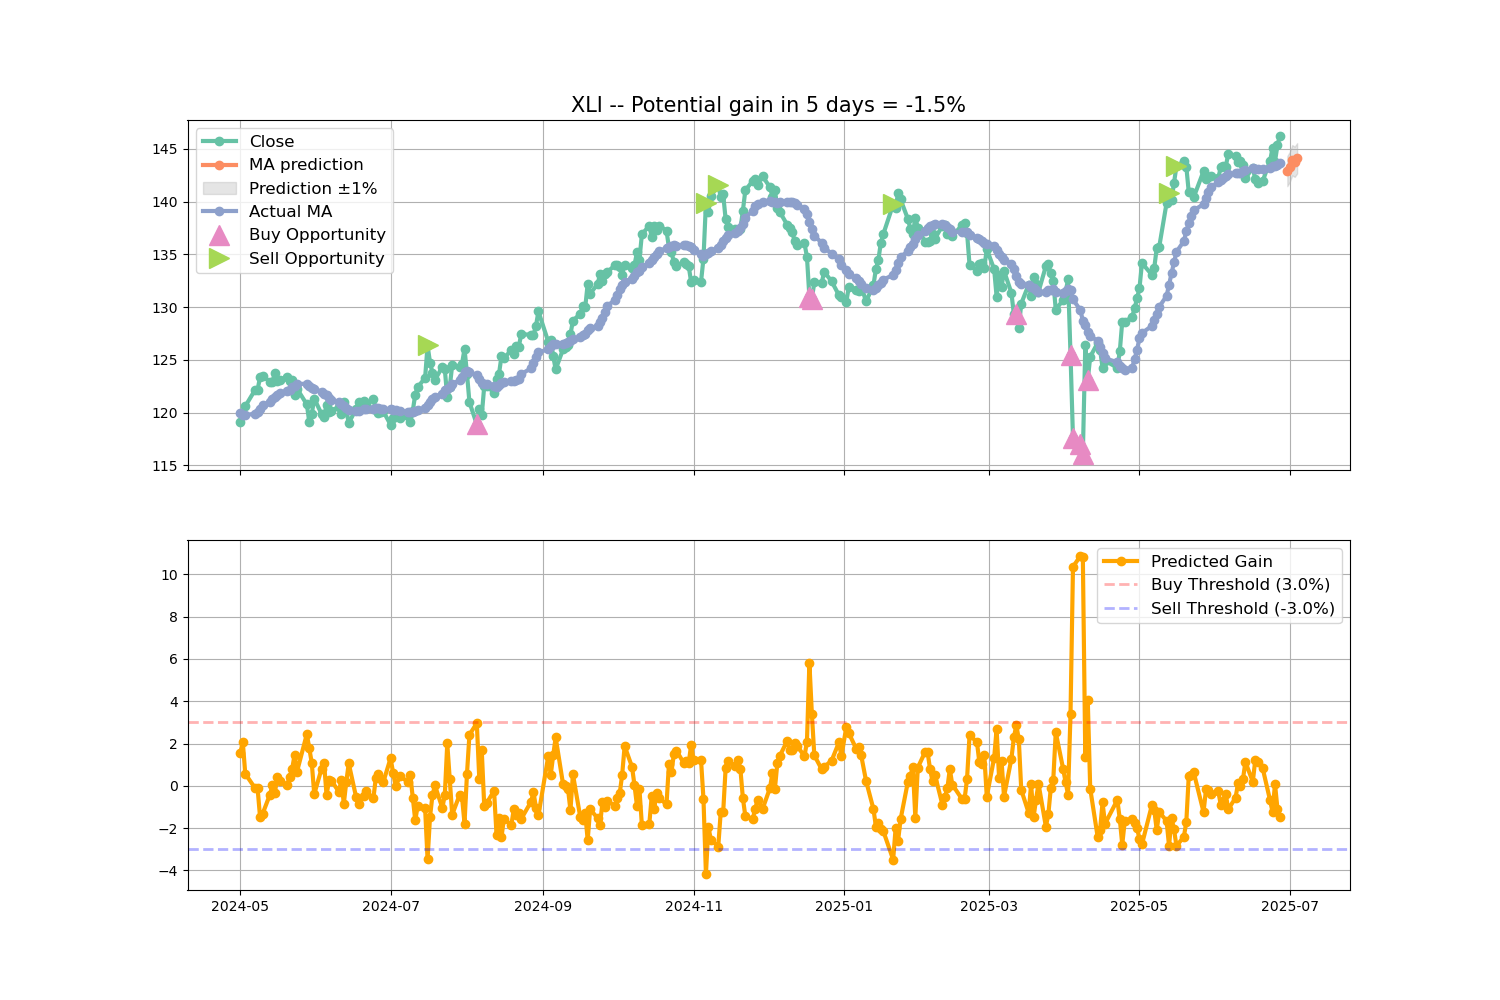 XLI -- Potential gain in 5 days = -1.5%
Close
MA prediction
Prediction ±1%
Actual MA
Buy Opportunity
Sell Opportunity
145
140
135
130
125
120
115
Predicted Gain
Buy Threshold (3.0%)
Sell Threshold (-3.0%)
10
8
6
4
2
0
−2
−4
2024-05
2024-07
2024-09
2024-11
2025-01
2025-03
2025-05
2025-07